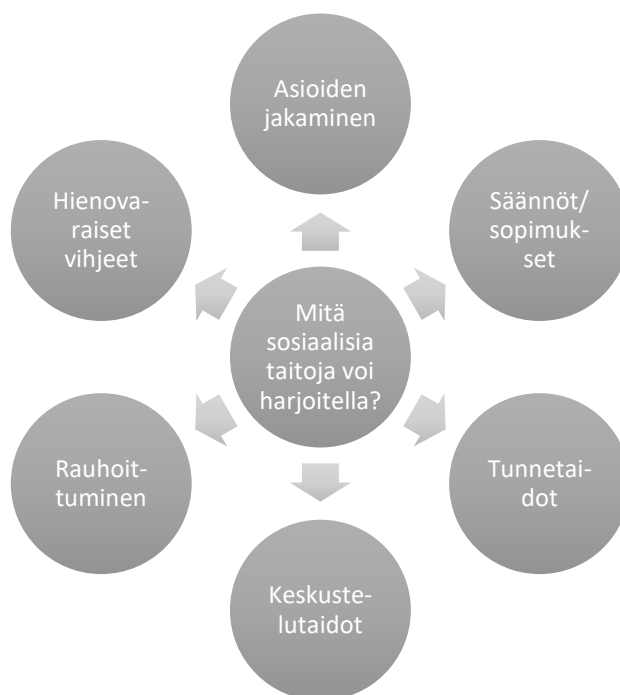 Asioiden
jakaminen
Hienova-
raiset
vihjeet
Säännöt/
sopimuk-
set
Mitä
sosiaalisia
taitoja voi
harjoitella?
Rauhoit-
tuminen
Tunnetai-
dot
Keskuste-
lutaidot